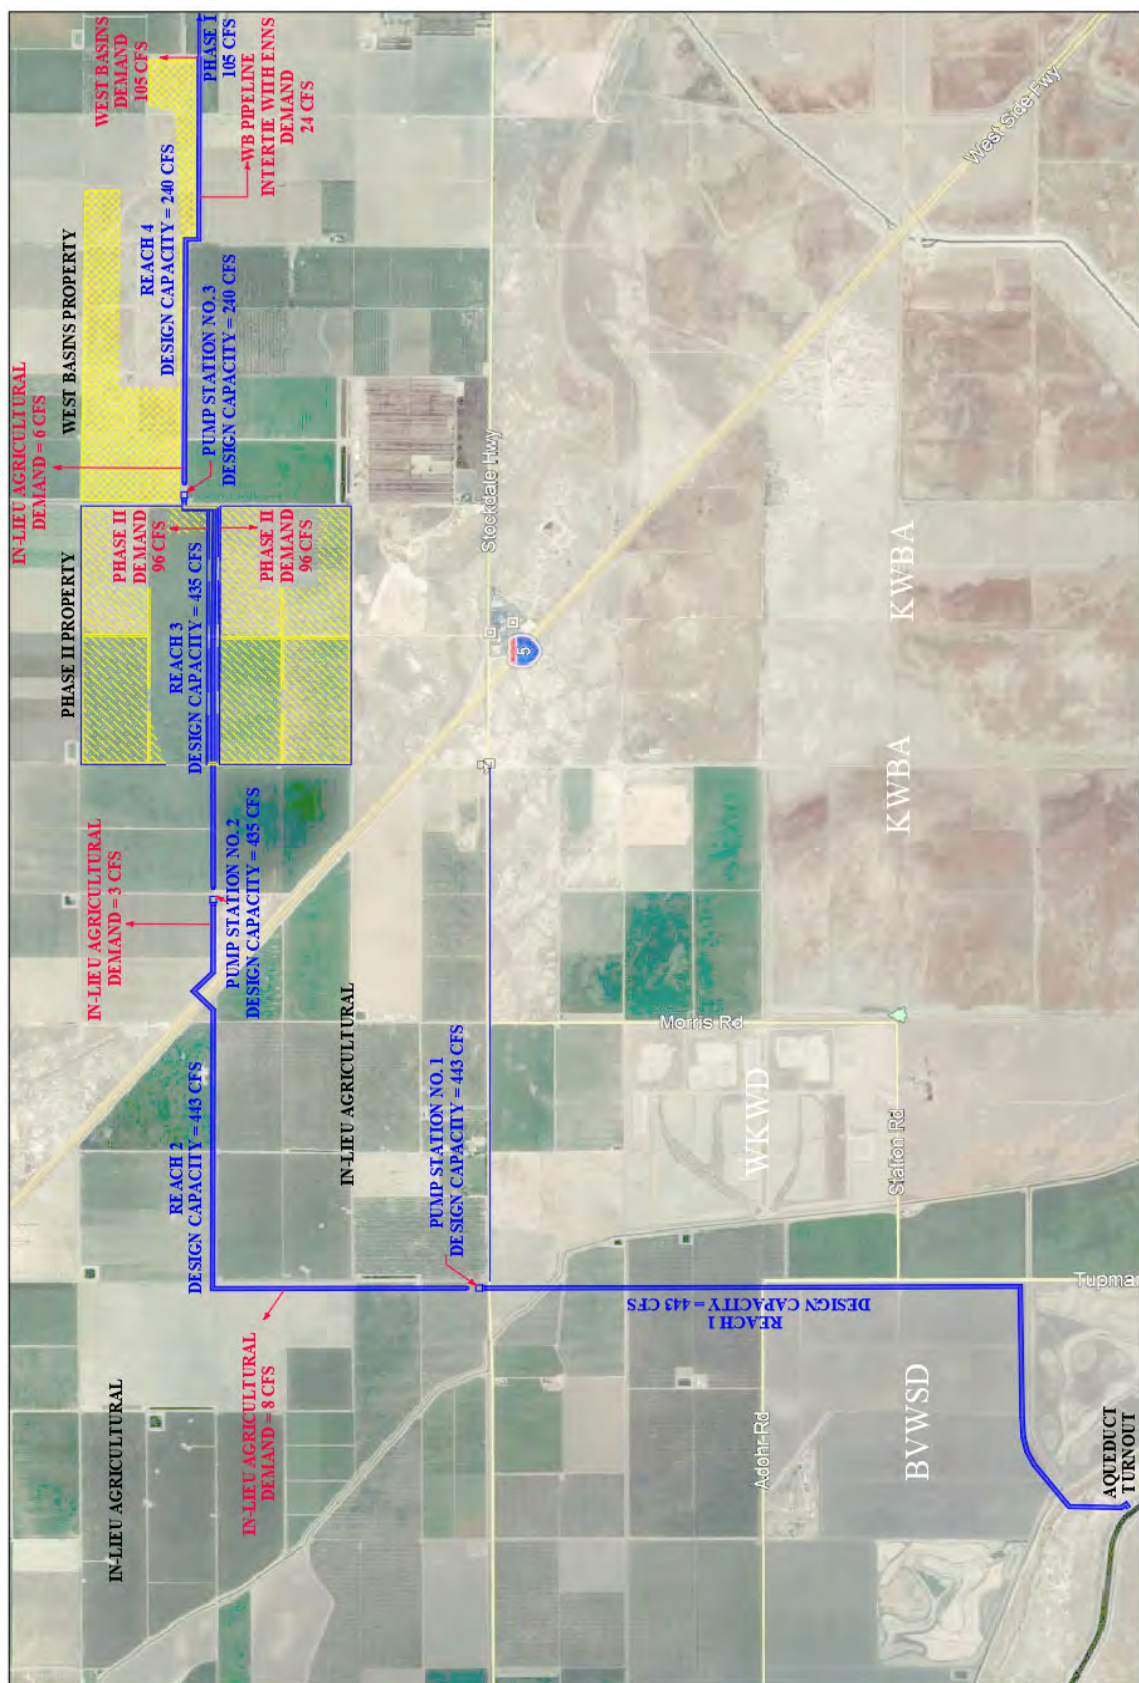 WEST BASINS
DEMAND
105 CFS
PHASE I
105 CFS
WB PIPELINE
INTERTIE WITH ENNS
DEMAND
24 CFS
REACH 4
DESIGN CAPACITY = 240 CFS
WEST BASINS PROPERTY
PUMP STATION NO. 3
DESIGN CAPACITY = 240 CFS
IN-LIEU AGRICULTURAL
DEMAND = 6 CFS
PHASE II PROPERTY
PHASE II
DEMAND
96 CFS
PHASE II
DEMAND
96 CFS
REACH 3
DESIGN CAPACITY = 435 CFS
IN-LIEU AGRICULTURAL
DEMAND = 3 CFS
PUMP STATION NO. 2
DESIGN CAPACITY = 435 CFS
IN-LIEU AGRICULTURAL
REACH 2
DESIGN CAPACITY = 443 CFS
PUMP STATION NO. 1
DESIGN CAPACITY = 443 CFS
IN-LIEU AGRICULTURAL
DEMAND = 8 CFS
IN-LIEU AGRICULTURAL
REACH 1
DESIGN CAPACITY = 443 CFS
AQUEDUCT
TURNOUT
West Side Fwy
Stockdale Hwy
5
KWBA
KWBA
Morris Rd
WKWD
Station Rd
Tupman
Adohr Rd
BVWSD